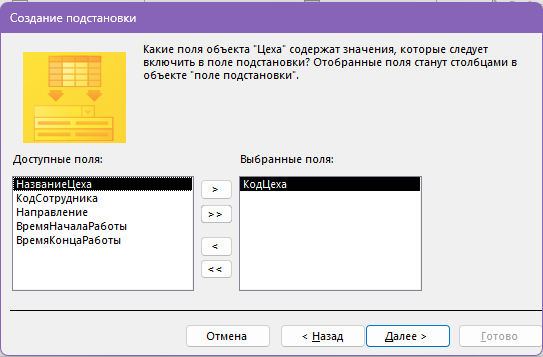 Создание подстановки
Какие поля объекта "Цеха" содержат значения, которые следует
включить в поле подстановки? Отобранные поля станут столбцами в
объекте "поле подстановки".
Доступные поля:
Выбранные поля:
НазваниеЦеха
КодСотрудника
Направление
ВремяНачалаРаботы
ВремяКонцаРаботы
>
>>
<
<<
КодЦеха
Отмена
< Назад
Далее >
Готово